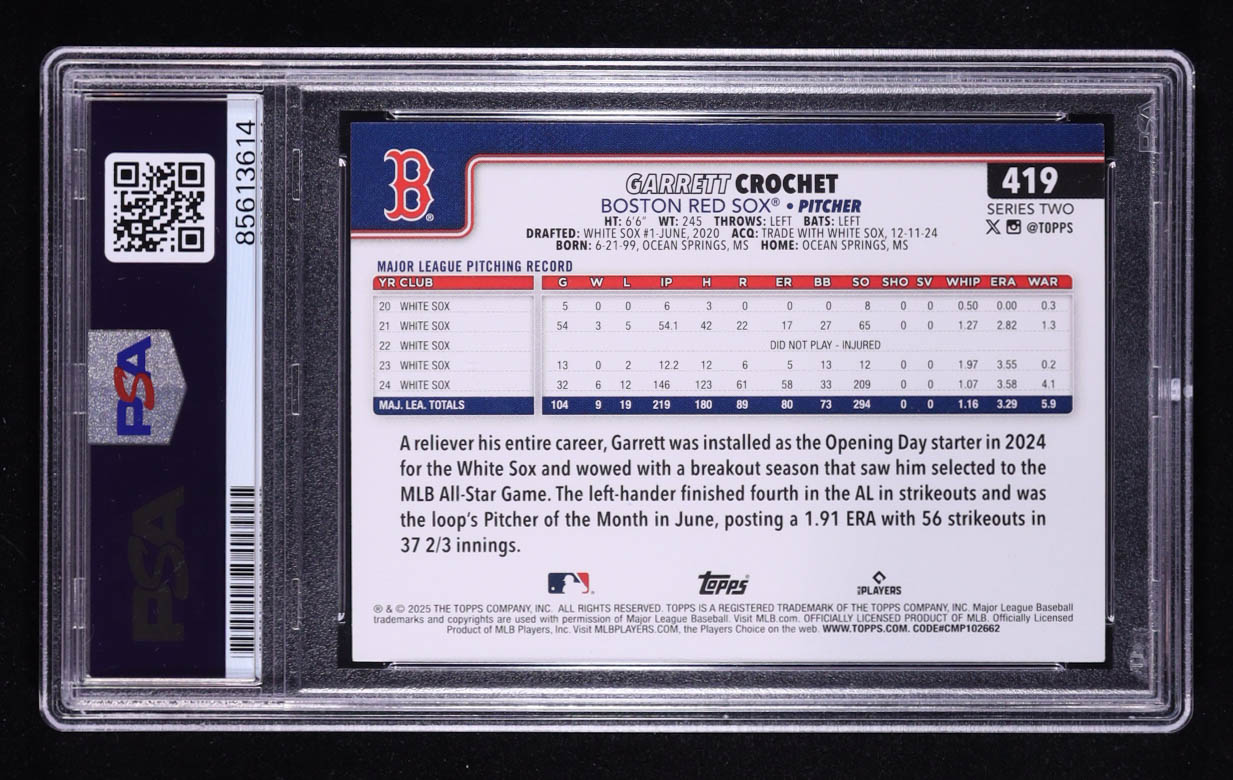 85613614
PSA
PSA
B
GARRETT CROCHET
BOSTON RED SOX® • PITCHER
HT: 6'6" WT: 245 THROWS: LEFT BATS: LEFT
DRAFTED: WHITE SOX #1-JUNE, 2020 ACQ: TRADE WITH WHITE SOX, 12-11-24
BORN: 6-21-99, OCEAN SPRINGS, MS HOME: OCEAN SPRINGS, MS
419
SERIES TWO
@TOPPS
MAJOR LEAGUE PITCHING RECORD
YR CLUB G W L IP H R ER BB SO SHO SV WHIP ERA WAR
20 WHITE SOX 5 0 0 6 3 0 0 0 8 0 0 0.50 0.00 0.3
21 WHITE SOX 54 3 5 54.1 42 22 17 27 65 0 0 1.27 2.82 1.3
22 WHITE SOX DID NOT PLAY - INJURED
23 WHITE SOX 13 0 2 12.2 12 6 5 13 12 0 0 1.97 3.55 0.2
24 WHITE SOX 32 6 12 146 123 61 58 33 209 0 0 1.07 3.58 4.1
MAJ. LEA. TOTALS 104 9 19 219 180 89 80 73 294 0 0 1.16 3.29 5.9
A reliever his entire career, Garrett was installed as the Opening Day starter in 2024
for the White Sox and wowed with a breakout season that saw him selected to the
MLB All-Star Game. The left-hander finished fourth in the AL in strikeouts and was
the loop's Pitcher of the Month in June, posting a 1.91 ERA with 56 strikeouts in
37 2/3 innings.
Topps
PLAYERS
® & © 2025 THE TOPPS COMPANY, INC. ALL RIGHTS RESERVED. TOPPS IS A REGISTERED TRADEMARK OF THE TOPPS COMPANY, INC. Major League Baseball
trademarks and copyrights are used with permission of Major League Baseball. Visit MLB.com. OFFICIALLY LICENSED PRODUCT OF MLB. Officially Licensed
Product of MLB Players, Inc. Visit MLBPLAYERS.COM, the Players Choice on the web. WWW.TOPPS.COM. CODE#CMP102662